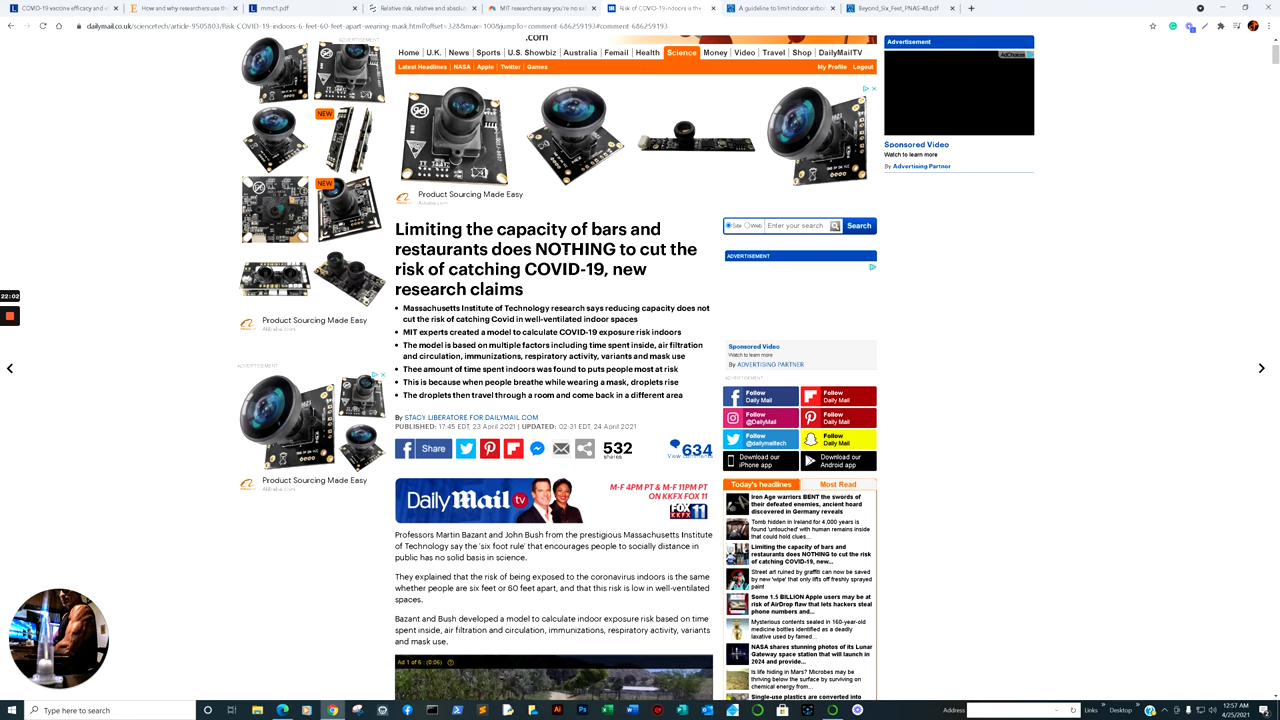 COVID-19 vaccine efficacy and e
How and why researchers use the
mmc1.pdf
Relative risk, relative and absolu
MIT researchers say you're no saf
Risk of COVID-19 indoors is the
A guideline to limit indoor airborn
Beyond_Six_Feet_PNAS-48.pdf
dailymail.co.uk/sciencetech/article-9505803/Risk-COVID-19-indoors-6-feet-60-feet-apart-wearing-mask.html?offset=328&max=100&jumpTo=comment-686259193#comment-686259193
ADVERTISEMENT
.com
Home U.K. News Sports U.S. Showbiz Australia Femail Health Science Money Video Travel Shop DailyMailTV
Latest Headlines NASA Apple Twitter Games My Profile Logout
Advertisement
AdChoices
NEW
NEW
Product Sourcing Made Easy
Alibaba.com
Sponsored Video
Watch to learn more
By Advertising Partner
Limiting the capacity of bars and
restaurants does NOTHING to cut the
risk of catching COVID-19, new
research claims
Site Web Enter your search Search
ADVERTISEMENT
• Massachusetts Institute of Technology research says reducing capacity does not
cut the risk of catching Covid in well-ventilated indoor spaces
• MIT experts created a model to calculate COVID-19 exposure risk indoors
• The model is based on multiple factors including time spent inside, air filtration
and circulation, immunizations, respiratory activity, variants and mask use
• Thee amount of time spent indoors was found to puts people most at risk
• This is because when people breathe while wearing a mask, droplets rise
• The droplets then travel through a room and come back in a different area
22:02
Product Sourcing Made Easy
Alibaba.com
ADVERTISEMENT
Sponsored Video
Watch to learn more
By ADVERTISING PARTNER
ADVERTISEMENT
By STACY LIBERATORE FOR DAILYMAIL.COM
PUBLISHED: 17:45 EDT, 23 April 2021 | UPDATED: 02:31 EDT, 24 April 2021
Share
532
shares
634
View comments
Follow
Daily Mail
Follow
Daily Mail
Follow
@DailyMail
Follow
Daily Mail
Follow
@dailymailtech
Follow
Daily Mail
Download our
iPhone app
Download our
Android app
Product Sourcing Made Easy
Alibaba.com
Daily Mail tv
M-F 4PM PT & M-F 11PM PT
ON KKFX FOX 11
FOX 11
KKFX
Professors Martin Bazant and John Bush from the prestigious Massachusetts Institute
of Technology say the 'six foot rule' that encourages people to socially distance in
public has no solid basis in science.
They explained that the risk of being exposed to the coronavirus indoors is the same
whether people are six feet or 60 feet apart, and that this risk is low in well-ventilated
spaces.
Bazant and Bush developed a model to calculate indoor exposure risk based on time
spent inside, air filtration and circulation, immunizations, respiratory activity, variants
and mask use.
Ad 1 of 6 : (0:06)
Today's headlines Most Read
Iron Age warriors BENT the swords of
their defeated enemies, ancient hoard
discovered in Germany reveals
Tomb hidden in Ireland for 4,000 years is
found 'untouched' with human remains inside
that could hold clues...
Limiting the capacity of bars and
restaurants does NOTHING to cut the risk
of catching COVID-19, new...
Street art ruined by graffiti can now be saved
by new 'wipe' that only lifts off freshly sprayed
paint
Some 1.5 BILLION Apple users may be at
risk of AirDrop flaw that lets hackers steal
phone numbers and...
Mysterious contents sealed in 160-year-old
medicine bottles identified as a deadly
laxative used by famed...
NASA shares stunning photos of its Lunar
Gateway space station that will launch in
2024 and provide...
Is life hiding in Mars? Microbes may be
thriving below the surface by surviving on
chemical energy from...
Single-use plastics are converted into
Type here to search
Address
Links
Desktop
12:57 AM
4/25/2021